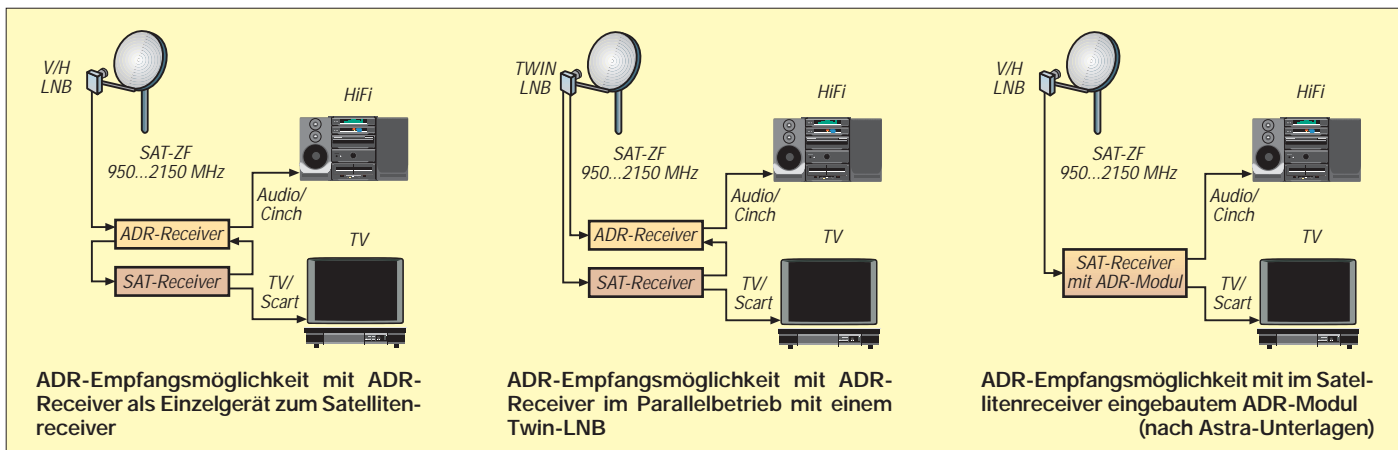 V/H
LNB
SAT-ZF
950...2150 MHz
HiFi
Audio/
Cinch
ADR-Receiver
SAT-Receiver
TV
TV/
Scart
ADR-Empfangsmöglichkeit mit ADR-
Receiver als Einzelgerät zum Satelliten-
receiver
TWIN
LNB
SAT-ZF
950...2150 MHz
HiFi
Audio/
Cinch
ADR-Receiver
SAT-Receiver
TV
TV/
Scart
ADR-Empfangsmöglichkeit mit ADR-
Receiver im Parallelbetrieb mit einem
Twin-LNB
V/H
LNB
SAT-ZF
950...2150 MHz
HiFi
Audio/
Cinch
SAT-Receiver
mit ADR-Modul
TV
TV/
Scart
ADR-Empfangsmöglichkeit mit im Satel-
litenreceiver eingebautem ADR-Modul
(nach Astra-Unterlagen)